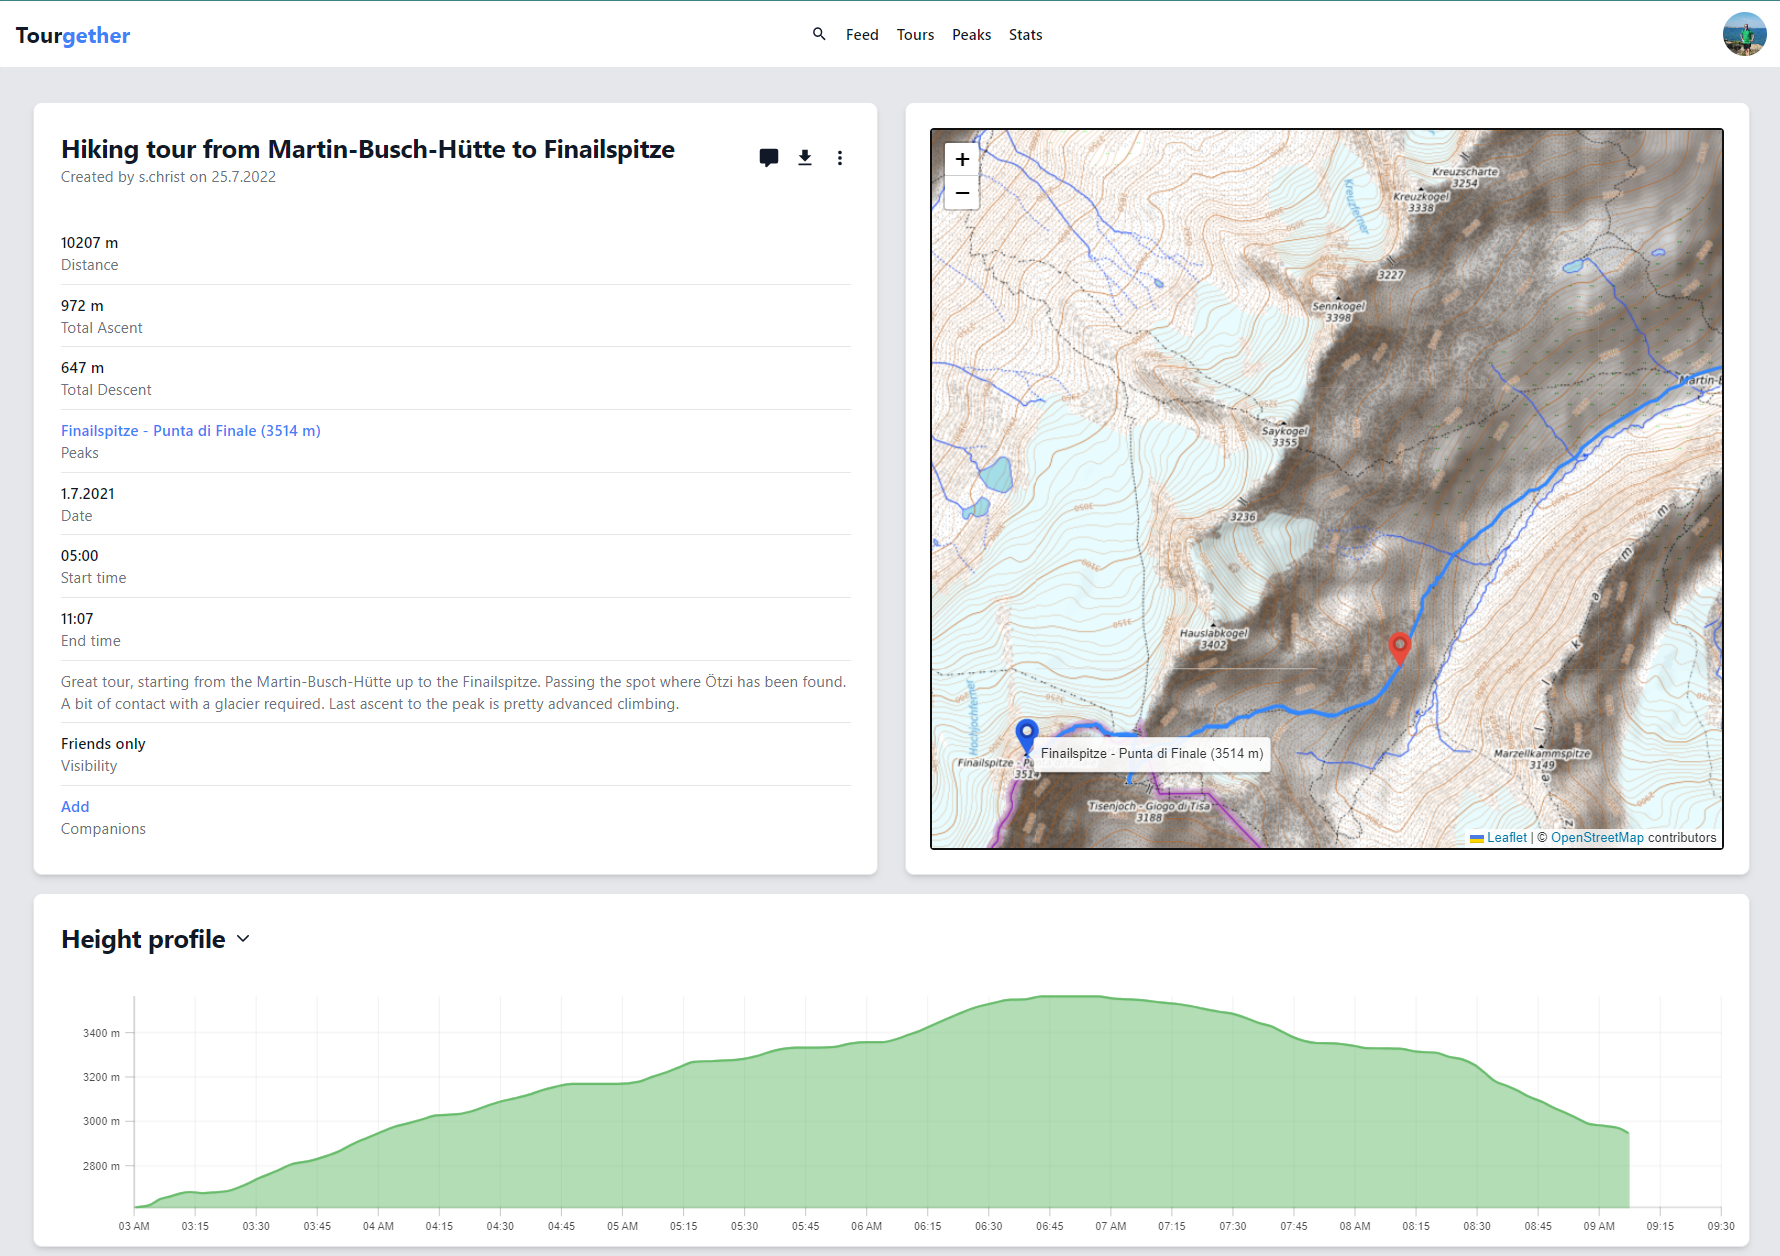 Tourgether
Feed Tours Peaks Stats
Hiking tour from Martin-Busch-Hütte to Finailspitze
Created by s.christ on 25.7.2022
10207 m
Distance
972 m
Total Ascent
647 m
Total Descent
Finailspitze - Punta di Finale (3514 m)
Peaks
1.7.2021
Date
05:00
Start time
11:07
End time
Great tour, starting from the Martin-Busch-Hütte up to the Finailspitze. Passing the spot where Ötzi has been found.
A bit of contact with a glacier required. Last ascent to the peak is pretty advanced climbing.
Friends only
Visibility
Add
Companions
+
−
Kreuzscharte
3254
Kreuzkogel
3338
Kreuzferner
3227
Sennkogel
3398
Saykogel
3355
3236
Hauslabkogel
3402
Hochjochferner
Finailspitze - Pu
3514
Finailspitze - Punta di Finale (3514 m)
Tisenjoch - Giogo di Tisa
3188
Marzellkammspitze
3149
Martin-B
Leaflet | © OpenStreetMap contributors
Height profile
3400 m
3200 m
3000 m
2800 m
03 AM 03:15 03:30 03:45 04 AM 04:15 04:30 04:45 05 AM 05:15 05:30 05:45 06 AM 06:15 06:30 06:45 07 AM 07:15 07:30 07:45 08 AM 08:15 08:30 08:45 09 AM 09:15 09:30